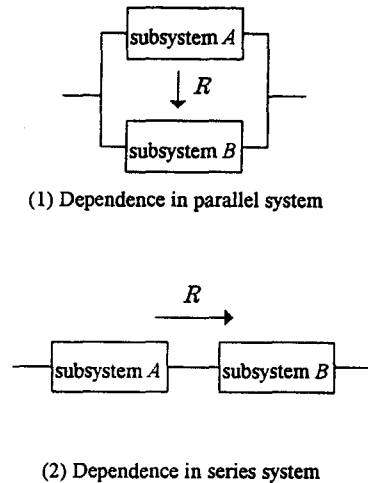 subsystem A
R
subsystem B
(1) Dependence in parallel system
R
subsystem A
subsystem B
(2) Dependence in series system